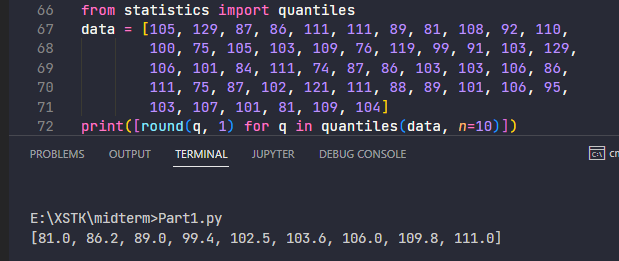 66 from statistics import quantiles
67 data = [105, 129, 87, 86, 111, 111, 89, 81, 108, 92, 110,
68 100, 75, 105, 103, 109, 76, 119, 99, 91, 103, 129,
69 106, 101, 84, 111, 74, 87, 86, 103, 103, 106, 86,
70 111, 75, 87, 102, 121, 111, 88, 89, 101, 106, 95,
71 103, 107, 101, 81, 109, 104]
72 print([round(q, 1) for q in quantiles(data, n=10)])
PROBLEMS OUTPUT TERMINAL JUPYTER DEBUG CONSOLE
E:\XSTK\midterm>Part1.py
[81.0, 86.2, 89.0, 99.4, 102.5, 103.6, 106.0, 109.8, 111.0]